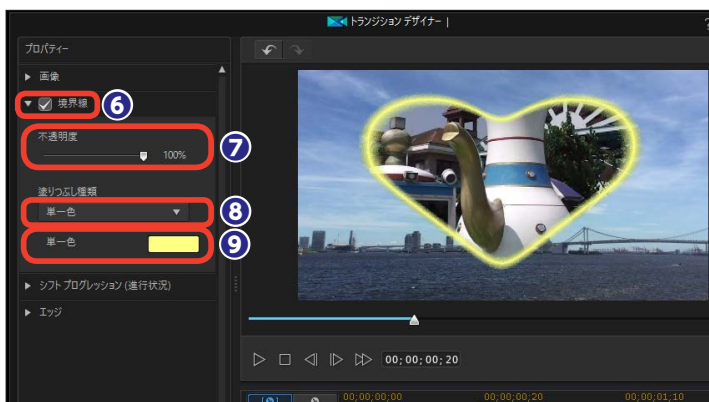 トランジション デザイナー |
?
プロパティー
画像
境界線
6
不透明度
100%
7
塗りつぶし種類
単一色
8
単一色
9
シフト プログレッション (進行状況)
エッジ
00;00;00;20
00;00;00;00
00;00;00;20
00;00;01;10